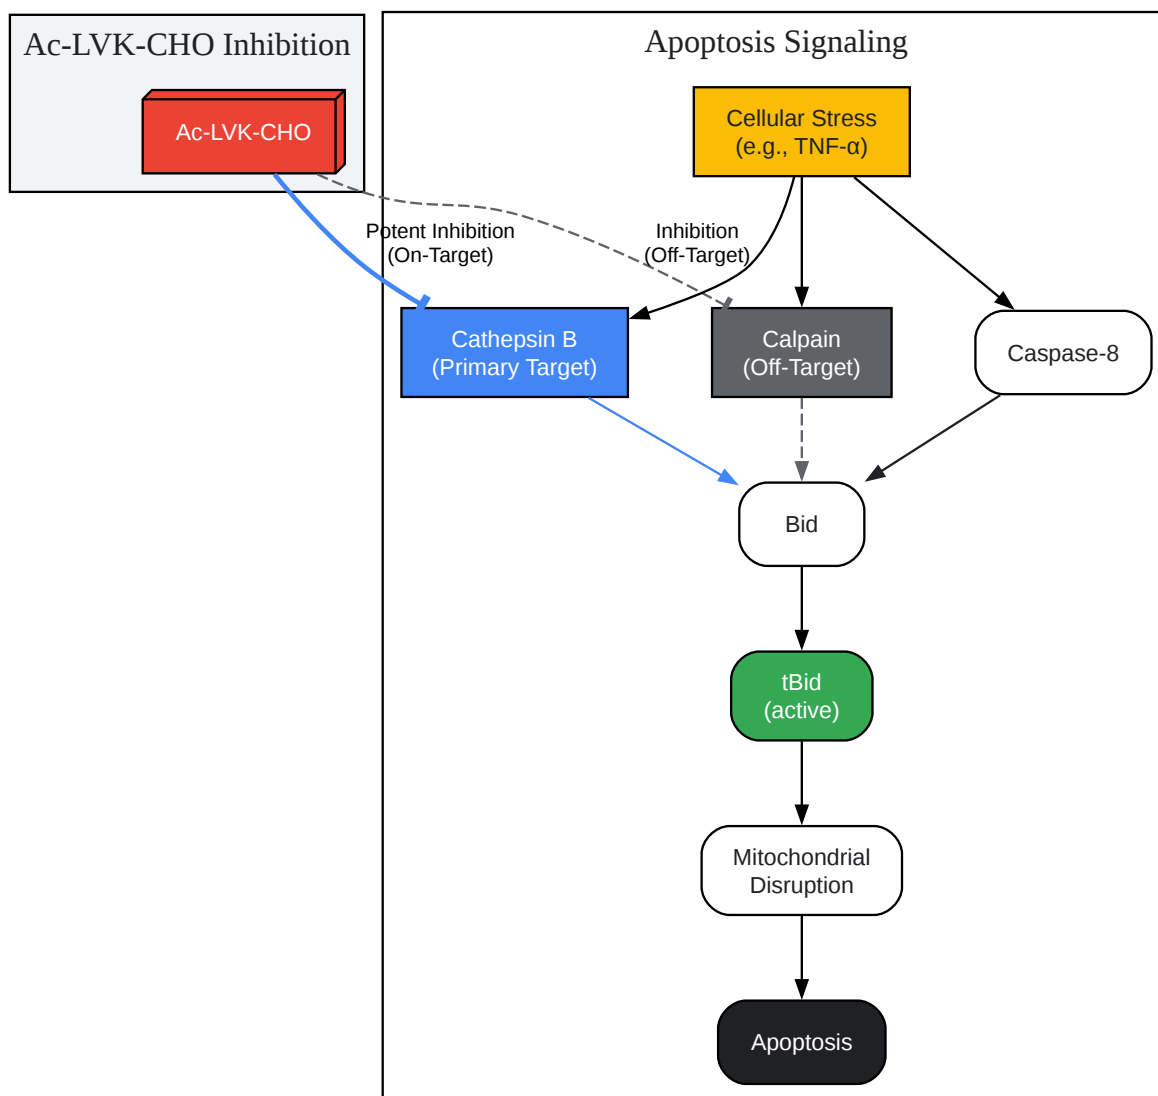 Ac-LVK-CHO Inhibition
Apoptosis Signaling
Ac-LVK-CHO
Cellular Stress
(e.g., TNF-α)
Potent Inhibition
(On-Target)
Inhibition
(Off-Target)
Cathepsin B
(Primary Target)
Calpain
(Off-Target)
Caspase-8
Bid
tBid
(active)
Mitochondrial
Disruption
Apoptosis